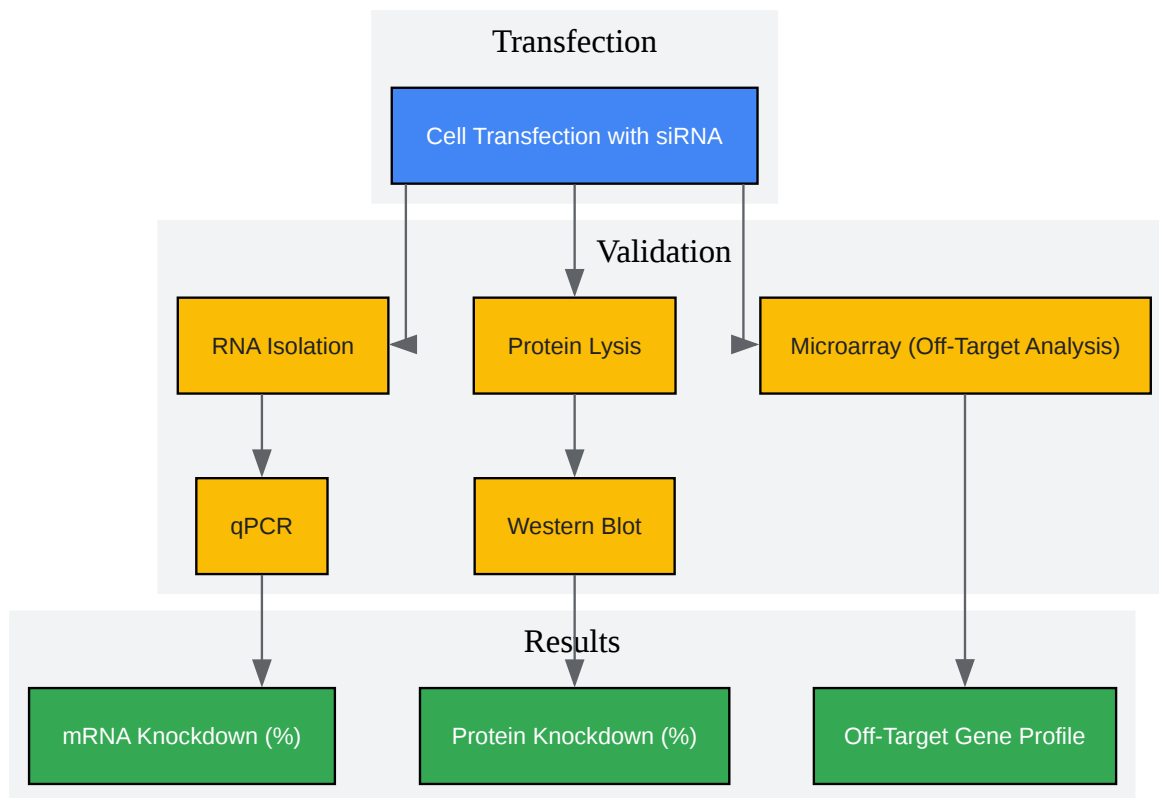 Transfection
Cell Transfection with siRNA
Validation
RNA Isolation
Protein Lysis
Microarray (Off-Target Analysis)
qPCR
Western Blot
Results
mRNA Knockdown (%)
Protein Knockdown (%)
Off-Target Gene Profile